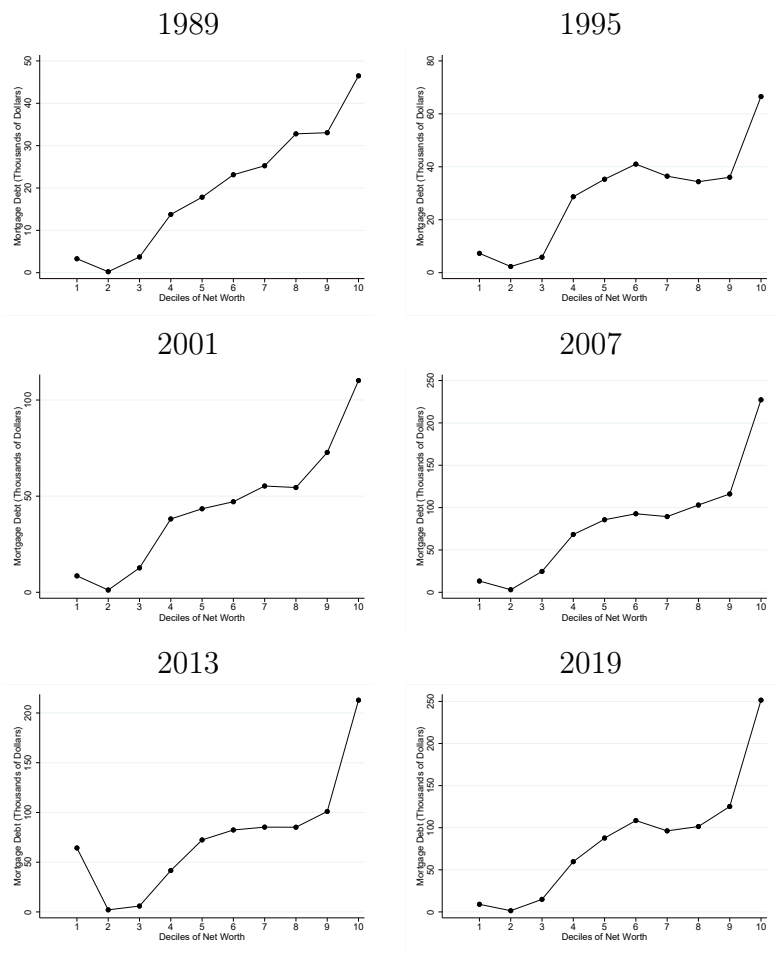 1989
Mortgage Debt (Thousands of Dollars)
50
40
30
20
10
0
1 2 3 4 5 6 7 8 9 10
Deciles of Net Worth
1995
Mortgage Debt (Thousands of Dollars)
80
60
40
20
0
1 2 3 4 5 6 7 8 9 10
Deciles of Net Worth
2001
Mortgage Debt (Thousands of Dollars)
100
50
0
1 2 3 4 5 6 7 8 9 10
Deciles of Net Worth
2007
Mortgage Debt (Thousands of Dollars)
250
200
150
100
50
0
1 2 3 4 5 6 7 8 9 10
Deciles of Net Worth
2013
Mortgage Debt (Thousands of Dollars)
200
150
100
50
0
1 2 3 4 5 6 7 8 9 10
Deciles of Net Worth
2019
Mortgage Debt (Thousands of Dollars)
250
200
150
100
50
0
1 2 3 4 5 6 7 8 9 10
Deciles of Net Worth